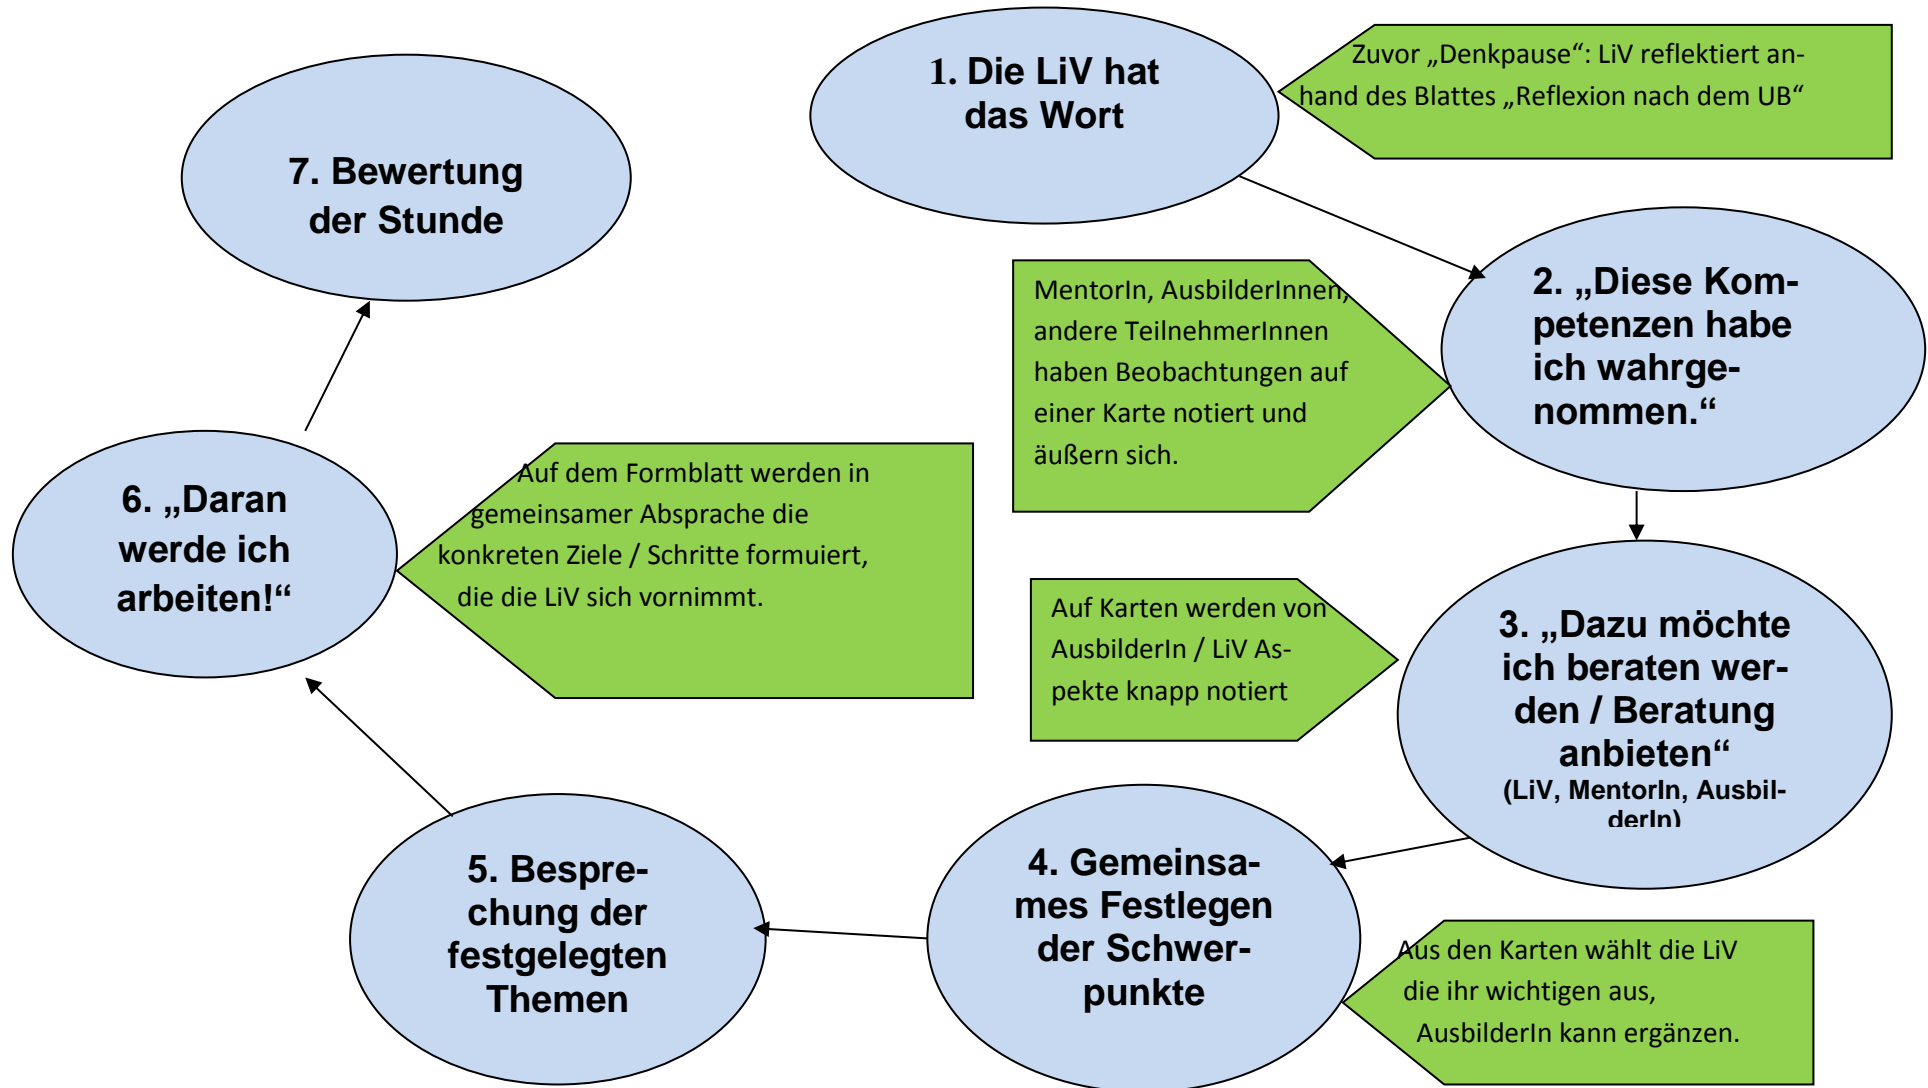 1. Die LiV hat
das Wort
Zuvor „Denkpause“: LiV reflektiert an-
hand des Blattes „Reflexion nach dem UB“
2. „Diese Kom-
petenzen habe
ich wahrge-
nommen.“
MentorIn, AusbilderInnen,
andere TeilnehmerInnen
haben Beobachtungen auf
einer Karte notiert und
äußern sich.
3. „Dazu möchte
ich beraten wer-
den / Beratung
anbieten“
(LiV, MentorIn, Ausbil-
derIn)
Auf Karten werden von
AusbilderIn / LiV As-
pekte knapp notiert
4. Gemeinsa-
mes Festlegen
der Schwer-
punkte
Aus den Karten wählt die LiV
die ihr wichtigen aus,
AusbilderIn kann ergänzen.
5. Bespre-
chung der
festgelegten
Themen
6. „Daran
werde ich
arbeiten!“
Auf dem Formblatt werden in
gemeinsamer Absprache die
konkreten Ziele / Schritte formuiert,
die die LiV sich vornimmt.
7. Bewertung
der Stunde